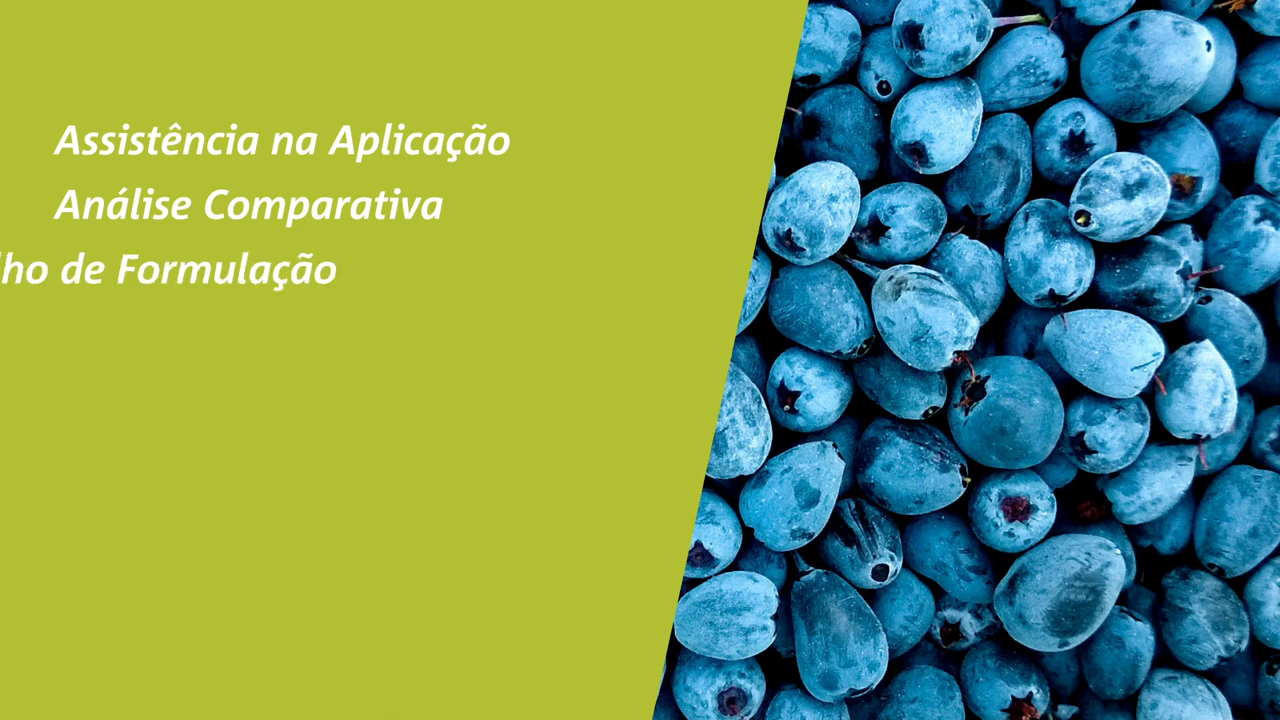 Assistência na Aplicação
Análise Comparativa
lho de Formulação